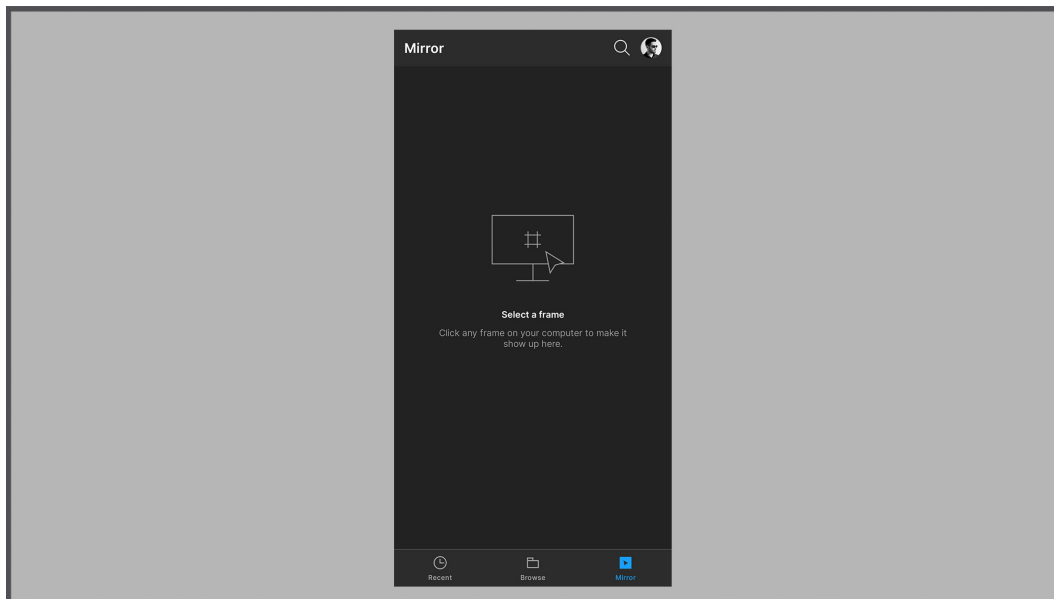 Mirror
Select a frame
Click any frame on your computer to make it
show up here.
Recent
Browse
Mirror